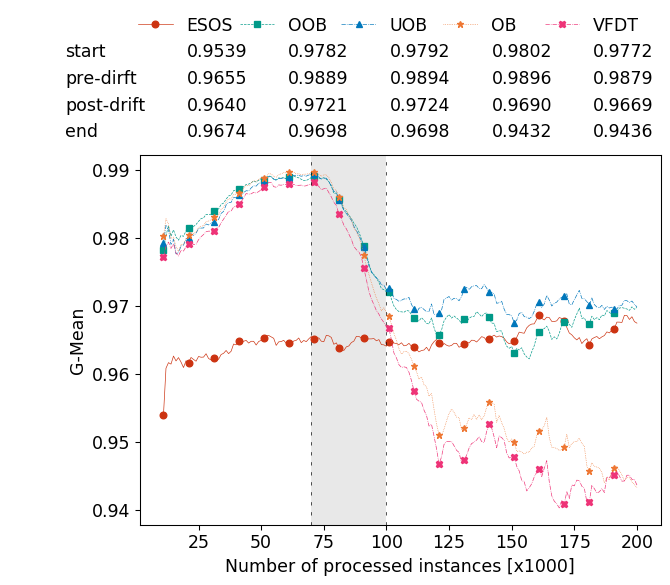 ESOS OOB UOB OB VFDT
start 0.9539 0.9782 0.9792 0.9802 0.9772
pre-dirft 0.9655 0.9889 0.9894 0.9896 0.9879
post-drift 0.9640 0.9721 0.9724 0.9690 0.9669
end 0.9674 0.9698 0.9698 0.9432 0.9436
0.99
0.98
0.97
0.96
0.95
0.94
G-Mean
25 50 75 100 125 150 175 200
Number of processed instances [x1000]